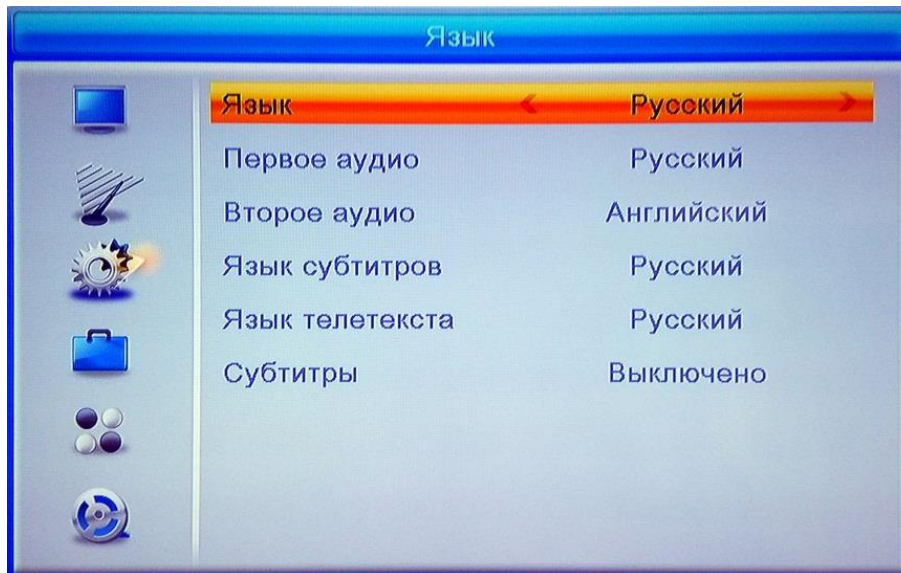 Язык
Язык Русский
Первое аудио Русский
Второе аудио Английский
Язык субтитров Русский
Язык телетекста Русский
Субтитры Выключено